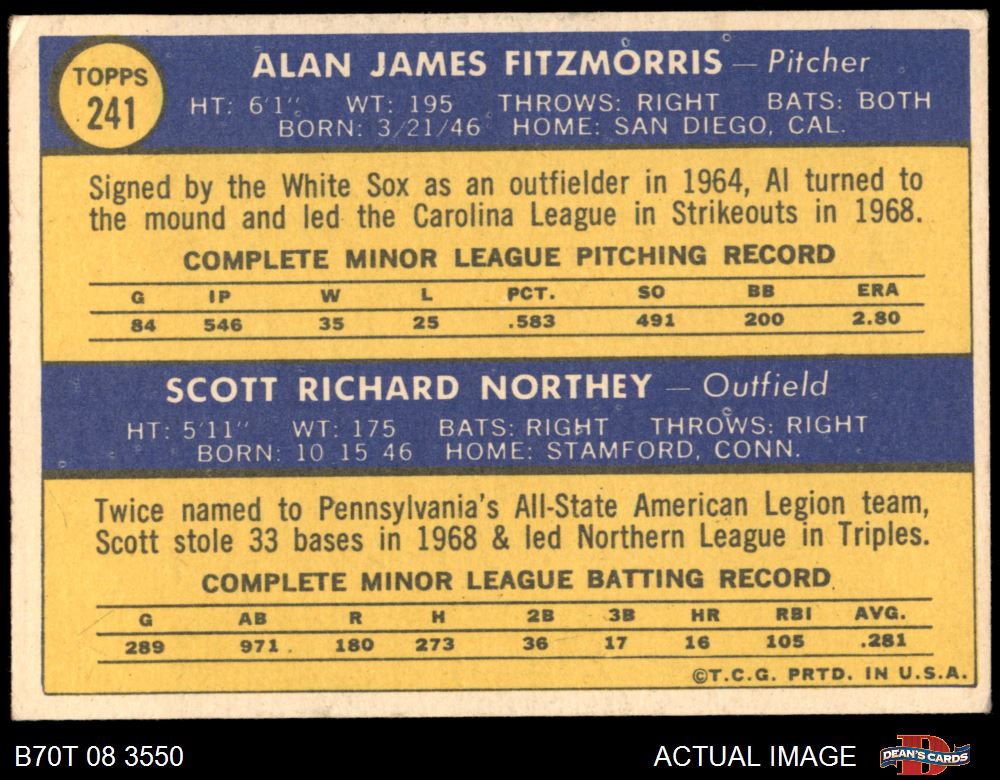 TOPPS
241
ALAN JAMES FITZMORRIS — Pitcher
HT: 6'1" WT: 195 THROWS: RIGHT BATS: BOTH
BORN: 3/21/46 HOME: SAN DIEGO, CAL.
Signed by the White Sox as an outfielder in 1964, Al turned to
the mound and led the Carolina League in Strikeouts in 1968.
COMPLETE MINOR LEAGUE PITCHING RECORD
G IP W L PCT. SO BB ERA
84 546 35 25 .583 491 200 2.80
SCOTT RICHARD NORTHEY — Outfield
HT: 5'11" WT: 175 BATS: RIGHT THROWS: RIGHT
BORN: 10 15 46 HOME: STAMFORD, CONN.
Twice named to Pennsylvania's All-State American Legion team,
Scott stole 33 bases in 1968 & led Northern League in Triples.
COMPLETE MINOR LEAGUE BATTING RECORD
G AB R H 2B 3B HR RBI AVG.
289 971 180 273 36 17 16 105 .281
©T.C.G. PRTD. IN U.S.A.
B70T 08 3550
ACTUAL IMAGE
DEAN'S CARDS